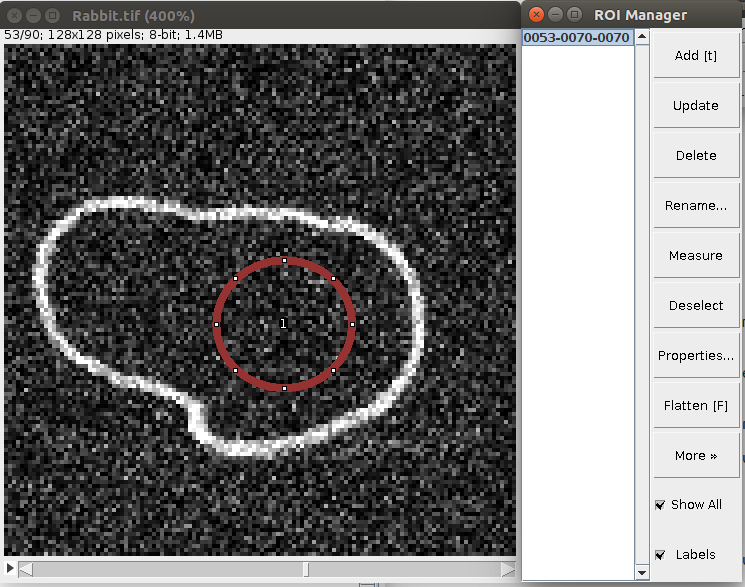 Rabbit.tif (400%)
53/90; 128x128 pixels; 8-bit; 1.4MB
1
ROI Manager
0053-0070-0070
Add [t]
Update
Delete
Rename...
Measure
Deselect
Properties...
Flatten [F]
More »
Show All
Labels